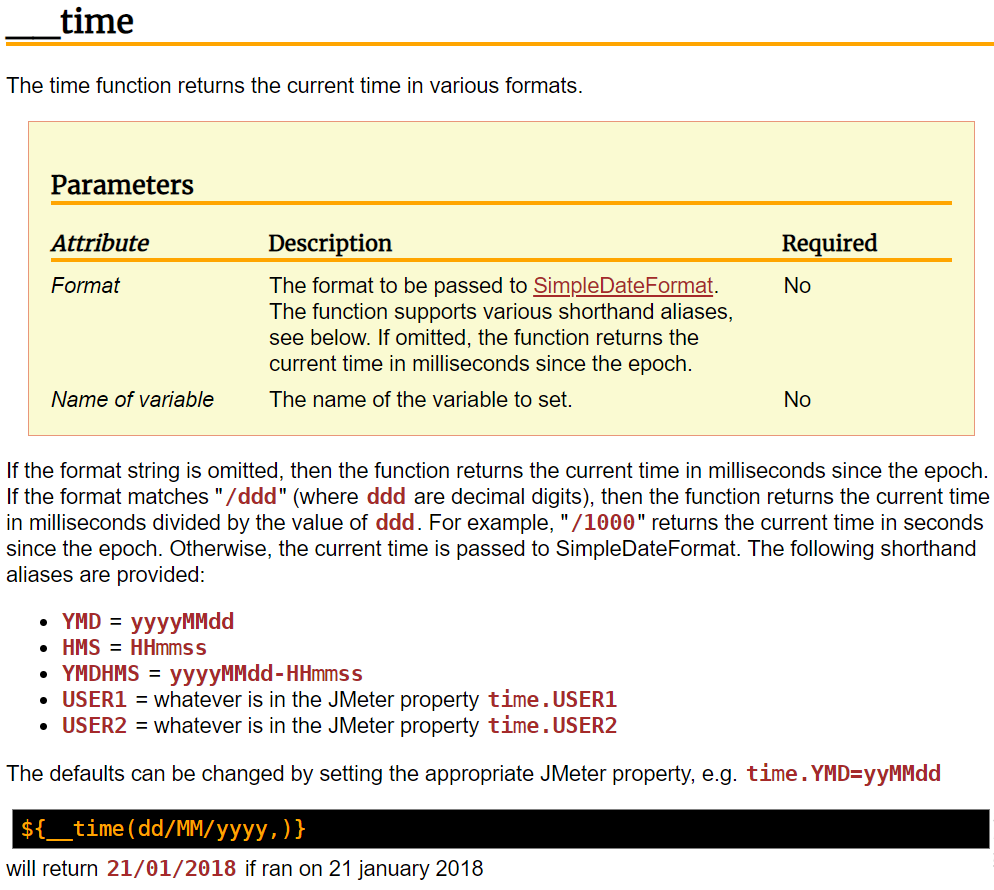 __time
The time function returns the current time in various formats.
Parameters
Attribute Description Required
Format The format to be passed to SimpleDateFormat. No
The function supports various shorthand aliases,
see below. If omitted, the function returns the
current time in milliseconds since the epoch.
Name of variable The name of the variable to set. No
If the format string is omitted, then the function returns the current time in milliseconds since the epoch.
If the format matches "/ddd" (where ddd are decimal digits), then the function returns the current time
in milliseconds divided by the value of ddd. For example, "/1000" returns the current time in seconds
since the epoch. Otherwise, the current time is passed to SimpleDateFormat. The following shorthand
aliases are provided:
• YMD = yyyyMMdd
• HMS = HHmmss
• YMDHMS = yyyyMMdd-HHmmss
• USER1 = whatever is in the JMeter property time.USER1
• USER2 = whatever is in the JMeter property time.USER2
The defaults can be changed by setting the appropriate JMeter property, e.g. time.YMD=yyMMdd
${__time(dd/MM/yyyy,)}
will return 21/01/2018 if ran on 21 january 2018